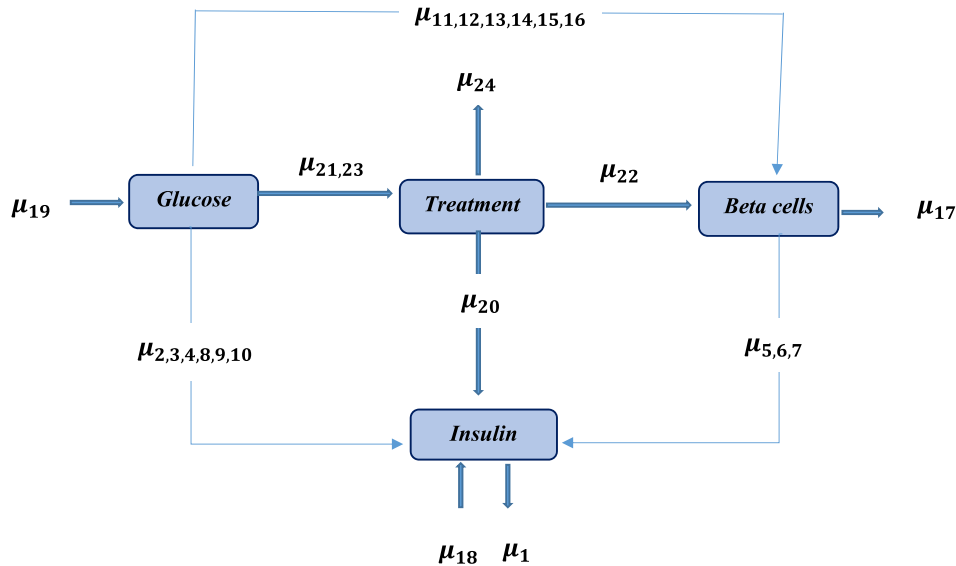 μ11,12,13,14,15,16
μ24
μ21,23
μ22
μ19
Glucose
Treatment
Beta cells
μ17
μ20
μ2,3,4,8,9,10
μ5,6,7
Insulin
μ18
μ1